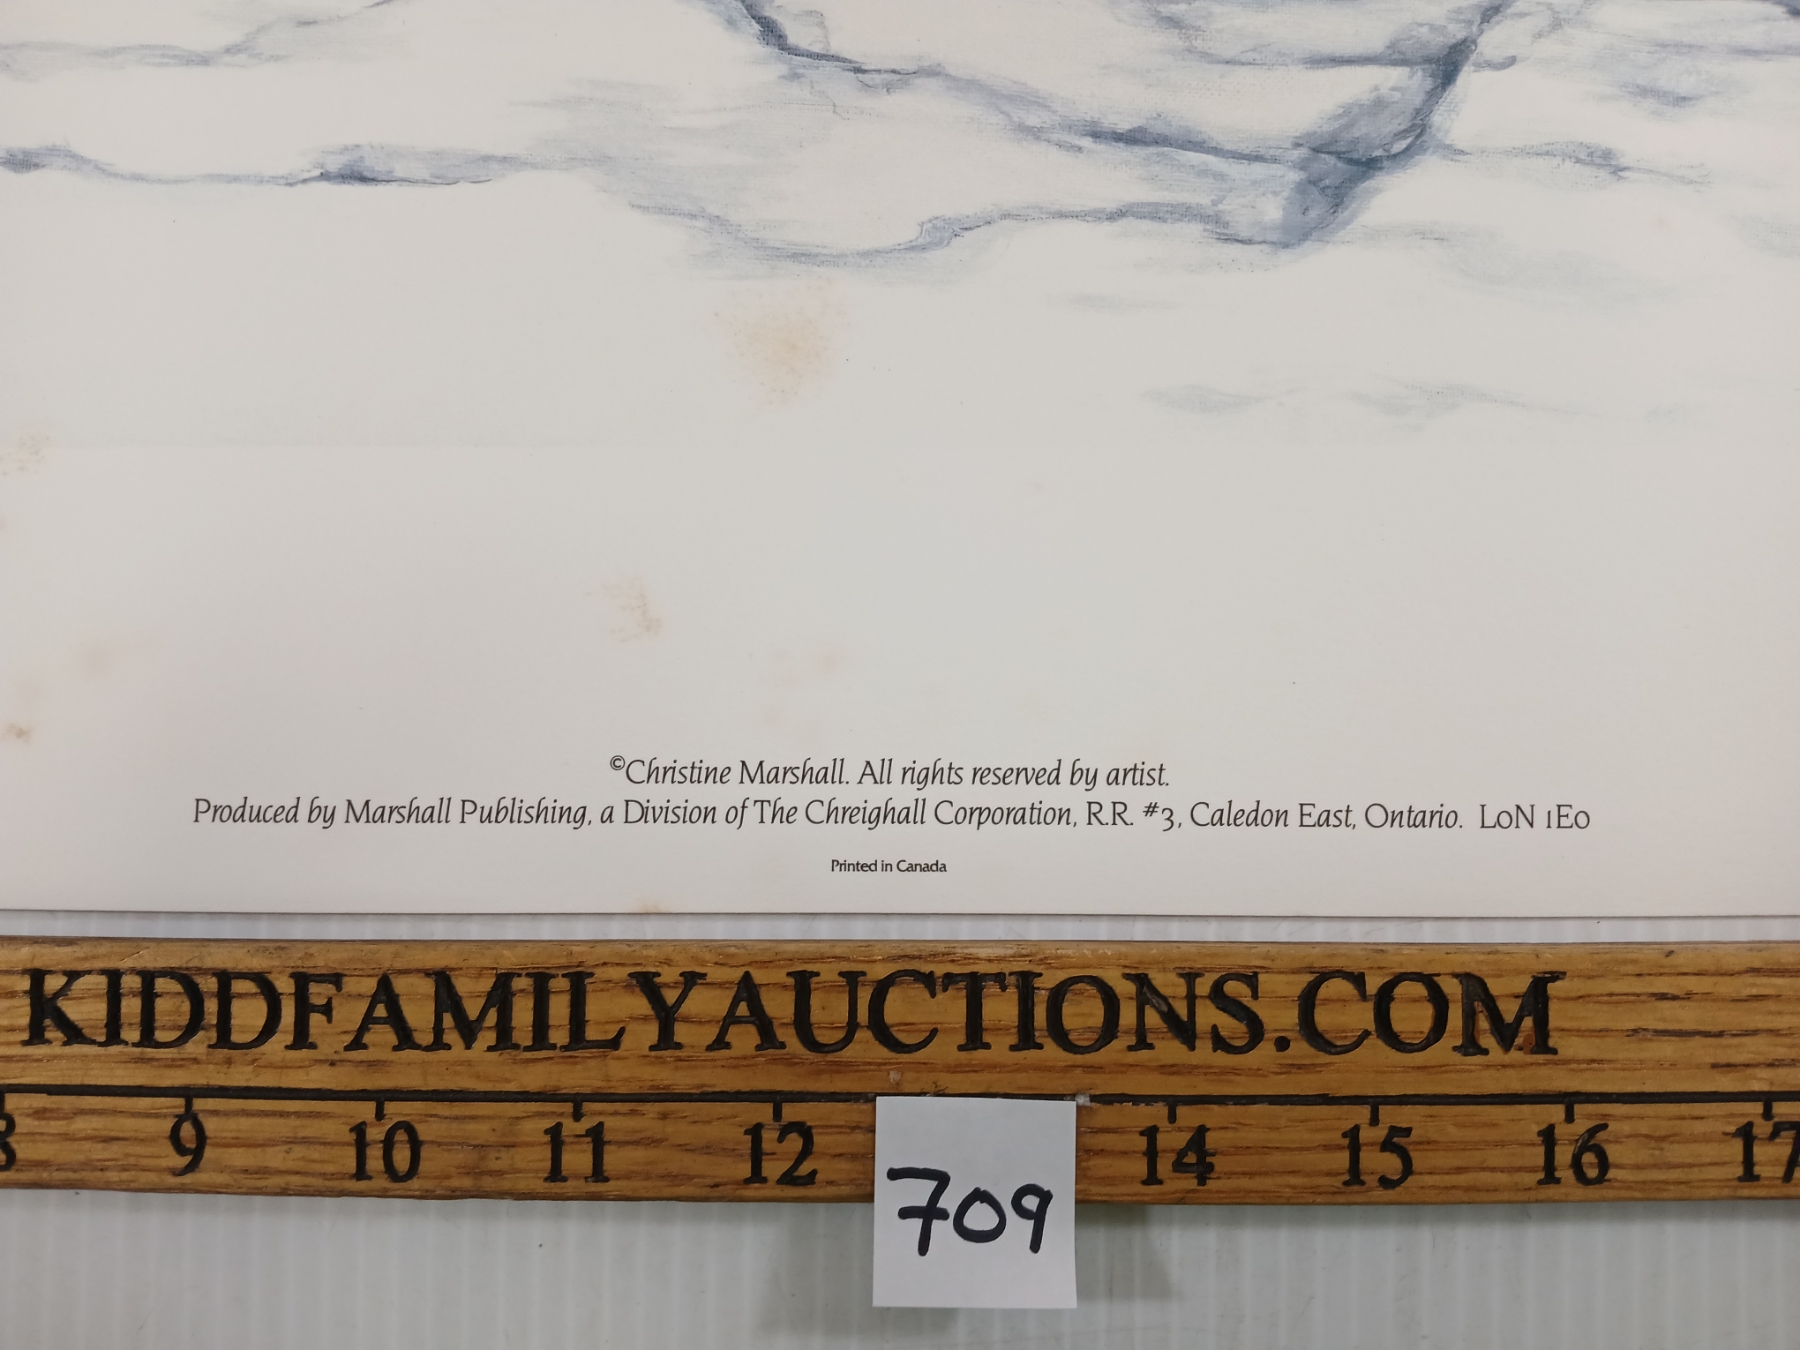 ©Christine Marshall. All rights reserved by artist.
Produced by Marshall Publishing, a Division of The Chreighall Corporation, R.R. #3, Caledon East, Ontario. L0N 1E0
Printed in Canada
KIDDFAMILYAUCTIONS.COM
8 9 10 11 12 14 15 16 17
709